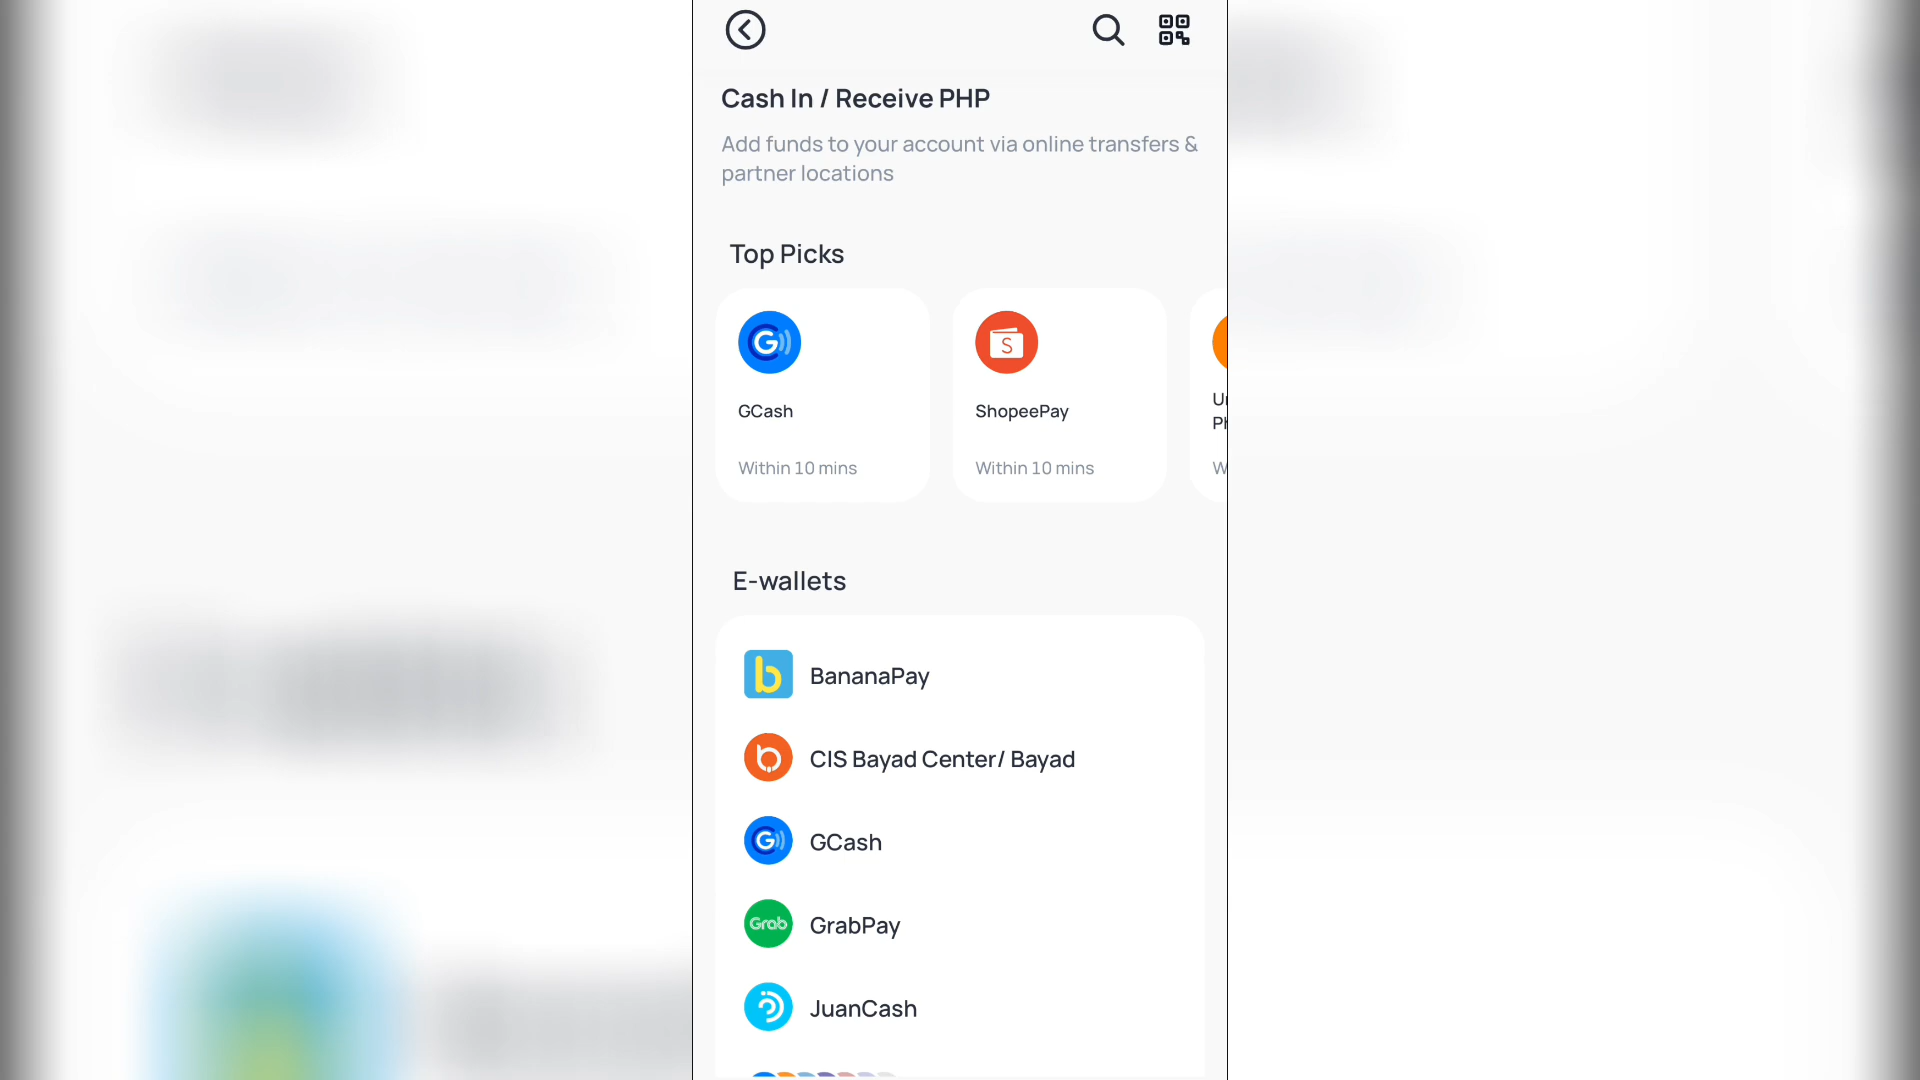 Cash In / Receive PHP
Add funds to your account via online transfers &
partner locations
Top Picks
GCash
Within 10 mins
ShopeePay
Within 10 mins
E-wallets
BananaPay
CIS Bayad Center/ Bayad
GCash
Grab
GrabPay
JuanCash